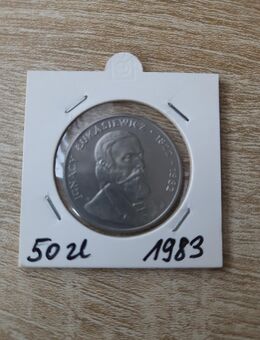 IGNACY ŁUKASIEWICZ · 1822 - 1882
50 zł 1983